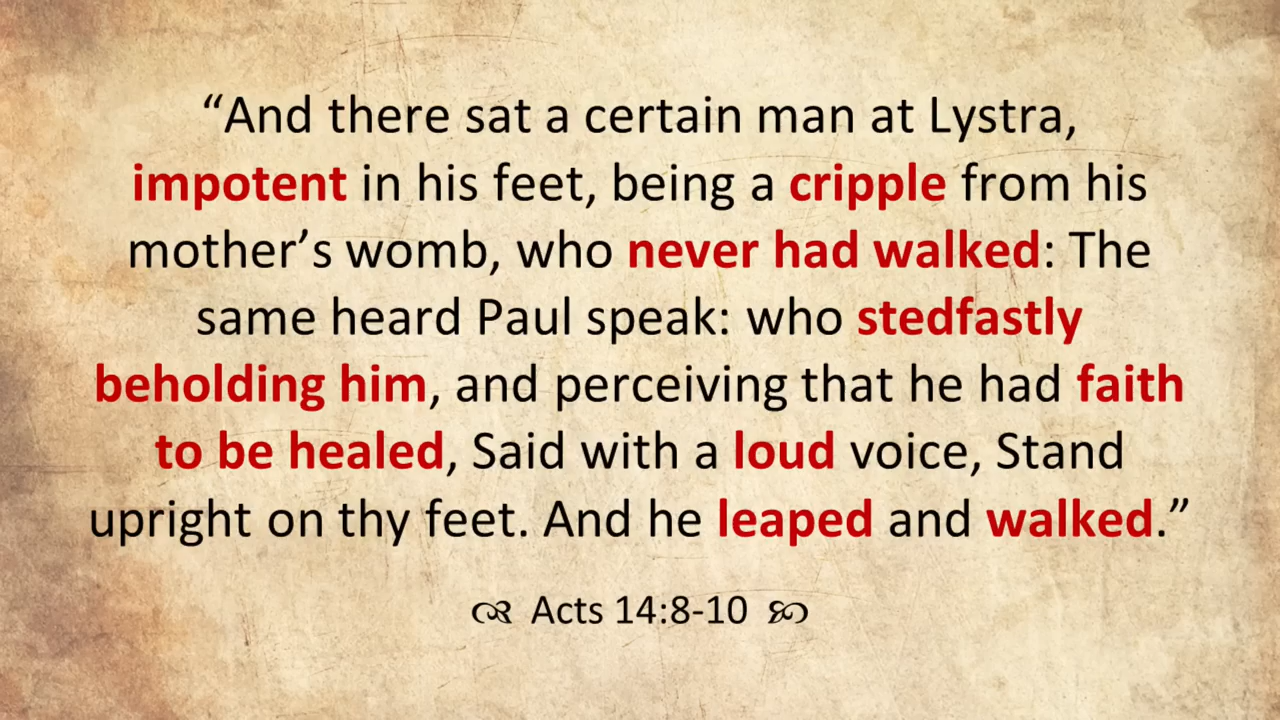 “And there sat a certain man at Lystra,
impotent in his feet, being a cripple from his
mother’s womb, who never had walked: The
same heard Paul speak: who stedfastly
beholding him, and perceiving that he had faith
to be healed, Said with a loud voice, Stand
upright on thy feet. And he leaped and walked.”
Acts 14:8-10